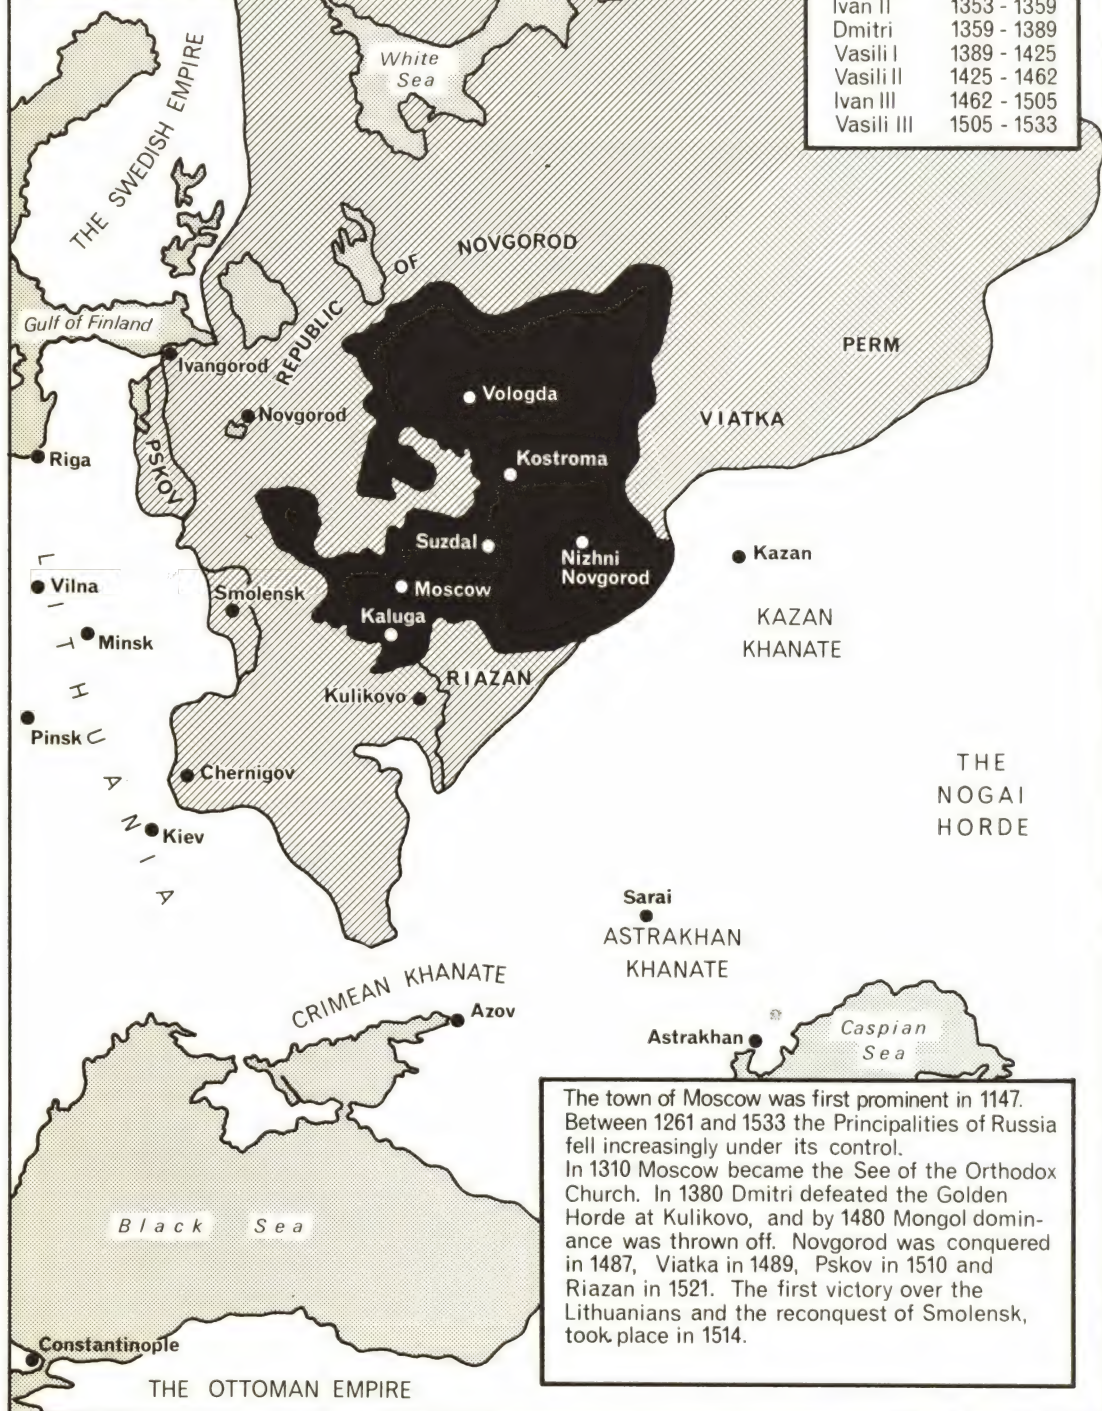 Ivan II 1353 - 1359
Dmitri 1359 - 1389
Vasili I 1389 - 1425
Vasili II 1425 - 1462
Ivan III 1462 - 1505
Vasili III 1505 - 1533
White
Sea
THE SWEDISH EMPIRE
REPUBLIC OF NOVGOROD
Gulf of Finland
Ivangorod
PERM
Vologda
Novgorod
VIATKA
Riga
PSKOV
Kostroma
Suzdal
Nizhni
Novgorod
Kazan
Vilna
Smolensk
Moscow
Kaluga
KAZAN
KHANATE
Minsk
LITHUANIA
RIAZAN
Kulikovo
Pinsk
Chernigov
THE
NOGAI
HORDE
Kiev
Sarai
ASTRAKHAN
KHANATE
CRIMEAN KHANATE
Azov
Astrakhan
Caspian
Sea
The town of Moscow was first prominent in 1147.
Between 1261 and 1533 the Principalities of Russia
fell increasingly under its control.
In 1310 Moscow became the See of the Orthodox
Church. In 1380 Dmitri defeated the Golden
Horde at Kulikovo, and by 1480 Mongol domin-
ance was thrown off. Novgorod was conquered
in 1487, Viatka in 1489, Pskov in 1510 and
Riazan in 1521. The first victory over the
Lithuanians and the reconquest of Smolensk,
took place in 1514.
Black Sea
Constantinople
THE OTTOMAN EMPIRE